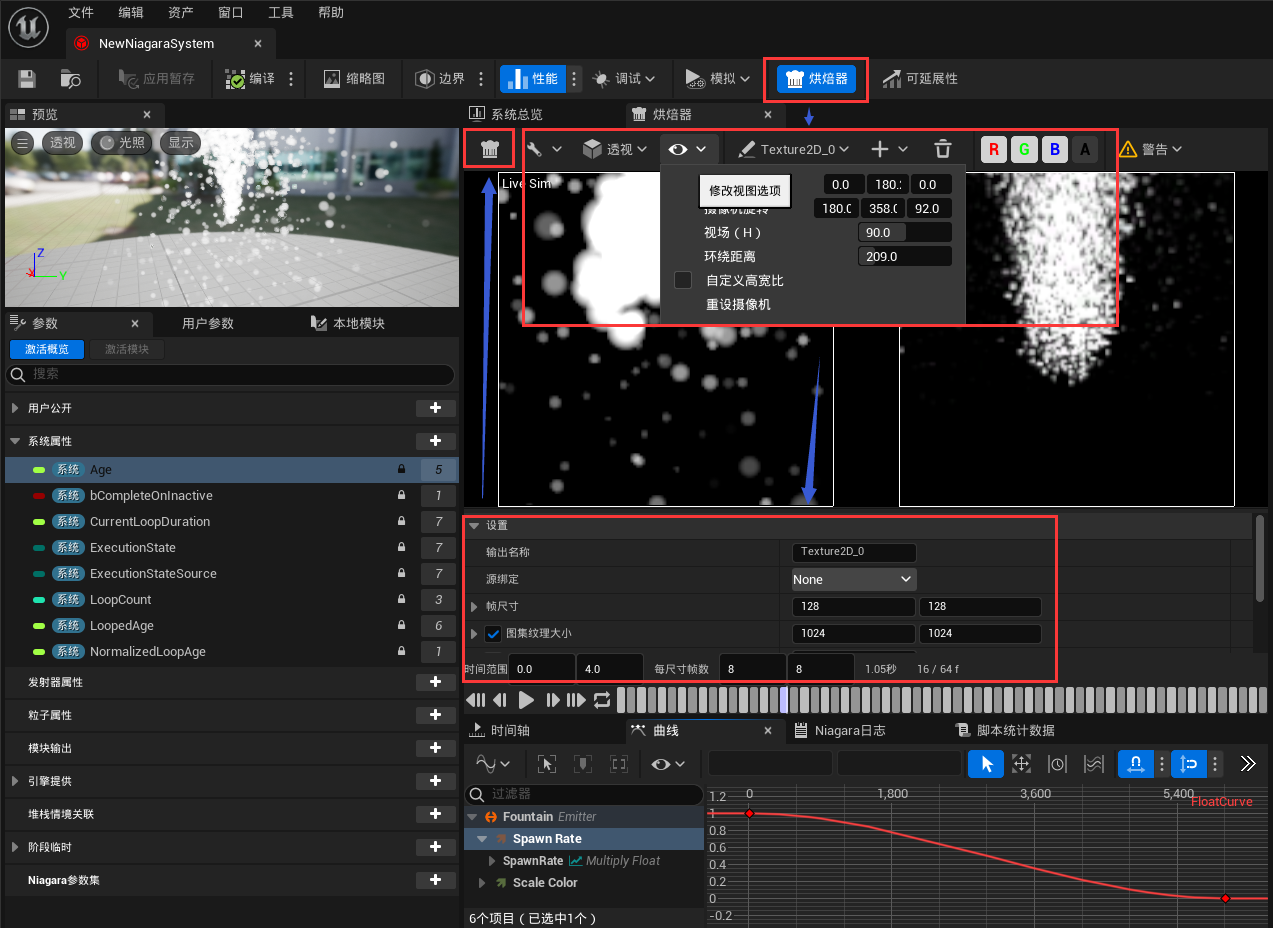 文件 编辑 资产 窗口 工具 帮助
NewNiagaraSystem
应用暂存 编译 缩略图 边界 性能 调试 模拟 烘焙器 可延展性
预览 系统总览 烘焙器
透视 光照 显示
透视 Texture2D_0 R G B A 警告
Live Sim
修改视图选项 0.0 180.: 0.0
摄像机旋转 180.0 358.0 92.0
视场（H） 90.0
环绕距离 209.0
自定义高宽比
重设摄像机
Z
Y
参数 用户参数 本地模块
激活概览 激活模块
搜索
用户公开
系统属性
系统 Age 5
系统 bCompleteOnInactive 1
系统 CurrentLoopDuration 7
系统 ExecutionState 7
系统 ExecutionStateSource 7
系统 LoopCount 3
系统 LoopedAge 6
系统 NormalizedLoopAge 1
发射器属性
粒子属性
模块输出
引擎提供
堆栈情境关联
阶段临时
Niagara参数集
设置
输出名称 Texture2D_0
源绑定 None
帧尺寸 128 128
图集纹理大小 1024 1024
时间范围 0.0 4.0 每尺寸帧数 8 8 1.05秒 16 / 64 f
时间轴 曲线 Niagara日志 脚本统计数据
过滤器
Fountain Emitter
Spawn Rate
SpawnRate Multiply Float
Scale Color
6个项目（已选中1个）
0 1,800 3,600 5,400
FloatCurve
1.2
1
0.8
0.6
0.4
0.2
0
-0.2